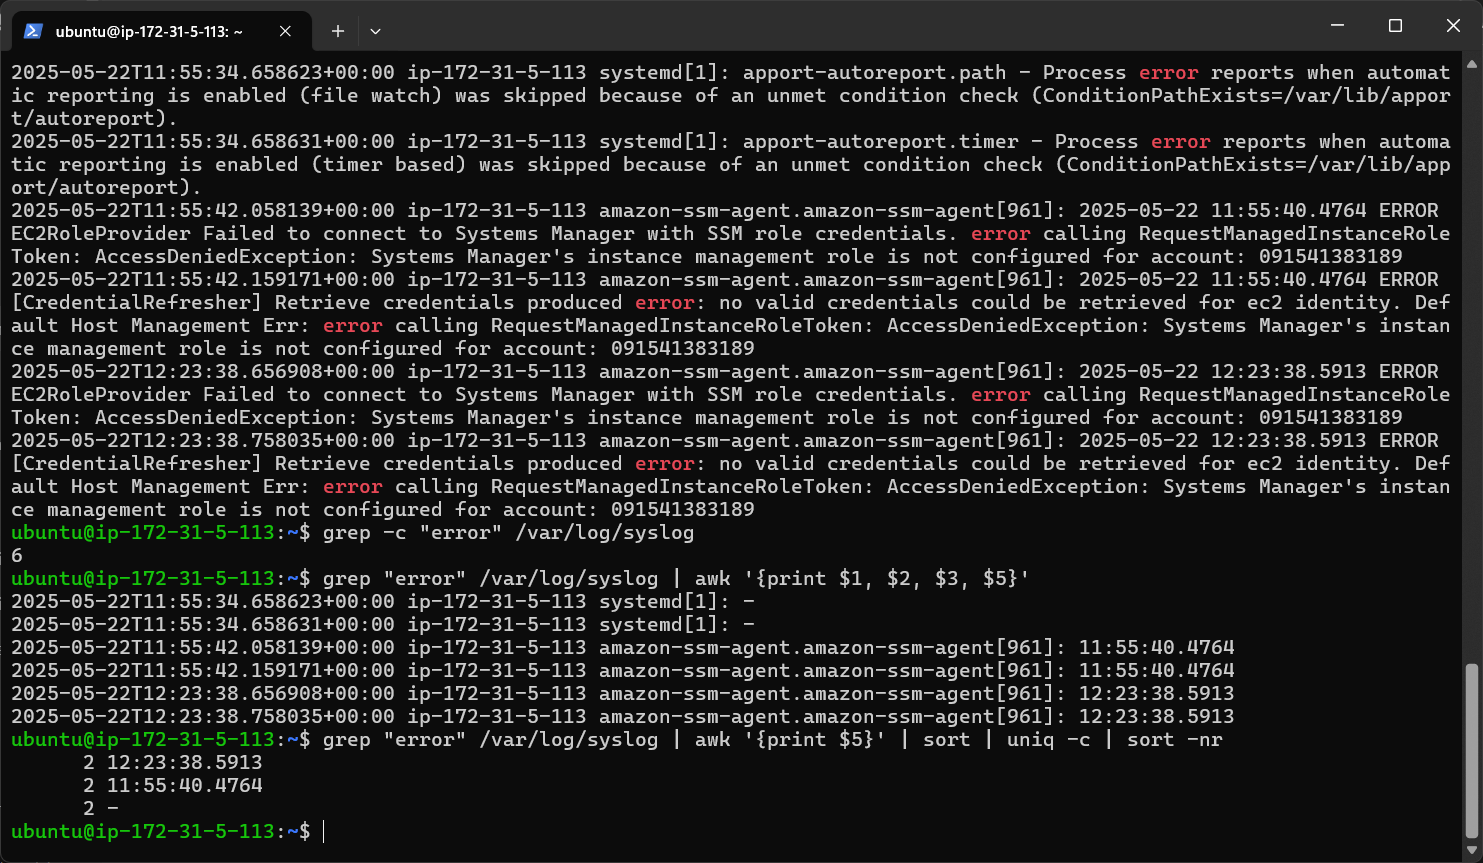 ubuntu@ip-172-31-5-113: ~
2025-05-22T11:55:34.658623+00:00 ip-172-31-5-113 systemd[1]: apport-autoreport.path - Process error reports when automat
ic reporting is enabled (file watch) was skipped because of an unmet condition check (ConditionPathExists=/var/lib/appor
t/autoreport).
2025-05-22T11:55:34.658631+00:00 ip-172-31-5-113 systemd[1]: apport-autoreport.timer - Process error reports when automa
tic reporting is enabled (timer based) was skipped because of an unmet condition check (ConditionPathExists=/var/lib/app
ort/autoreport).
2025-05-22T11:55:42.058139+00:00 ip-172-31-5-113 amazon-ssm-agent.amazon-ssm-agent[961]: 2025-05-22 11:55:40.4764 ERROR
EC2RoleProvider Failed to connect to Systems Manager with SSM role credentials. error calling RequestManagedInstanceRole
Token: AccessDeniedException: Systems Manager's instance management role is not configured for account: 091541383189
2025-05-22T11:55:42.159171+00:00 ip-172-31-5-113 amazon-ssm-agent.amazon-ssm-agent[961]: 2025-05-22 11:55:40.4764 ERROR
[CredentialRefresher] Retrieve credentials produced error: no valid credentials could be retrieved for ec2 identity. Def
ault Host Management Err: error calling RequestManagedInstanceRoleToken: AccessDeniedException: Systems Manager's instan
ce management role is not configured for account: 091541383189
2025-05-22T12:23:38.656908+00:00 ip-172-31-5-113 amazon-ssm-agent.amazon-ssm-agent[961]: 2025-05-22 12:23:38.5913 ERROR
EC2RoleProvider Failed to connect to Systems Manager with SSM role credentials. error calling RequestManagedInstanceRole
Token: AccessDeniedException: Systems Manager's instance management role is not configured for account: 091541383189
2025-05-22T12:23:38.758035+00:00 ip-172-31-5-113 amazon-ssm-agent.amazon-ssm-agent[961]: 2025-05-22 12:23:38.5913 ERROR
[CredentialRefresher] Retrieve credentials produced error: no valid credentials could be retrieved for ec2 identity. Def
ault Host Management Err: error calling RequestManagedInstanceRoleToken: AccessDeniedException: Systems Manager's instan
ce management role is not configured for account: 091541383189
ubuntu@ip-172-31-5-113:~$ grep -c "error" /var/log/syslog
6
ubuntu@ip-172-31-5-113:~$ grep "error" /var/log/syslog | awk '{print $1, $2, $3, $5}'
2025-05-22T11:55:34.658623+00:00 ip-172-31-5-113 systemd[1]: -
2025-05-22T11:55:34.658631+00:00 ip-172-31-5-113 systemd[1]: -
2025-05-22T11:55:42.058139+00:00 ip-172-31-5-113 amazon-ssm-agent.amazon-ssm-agent[961]: 11:55:40.4764
2025-05-22T11:55:42.159171+00:00 ip-172-31-5-113 amazon-ssm-agent.amazon-ssm-agent[961]: 11:55:40.4764
2025-05-22T12:23:38.656908+00:00 ip-172-31-5-113 amazon-ssm-agent.amazon-ssm-agent[961]: 12:23:38.5913
2025-05-22T12:23:38.758035+00:00 ip-172-31-5-113 amazon-ssm-agent.amazon-ssm-agent[961]: 12:23:38.5913
ubuntu@ip-172-31-5-113:~$ grep "error" /var/log/syslog | awk '{print $5}' | sort | uniq -c | sort -nr
      2 12:23:38.5913
      2 11:55:40.4764
      2 -
ubuntu@ip-172-31-5-113:~$